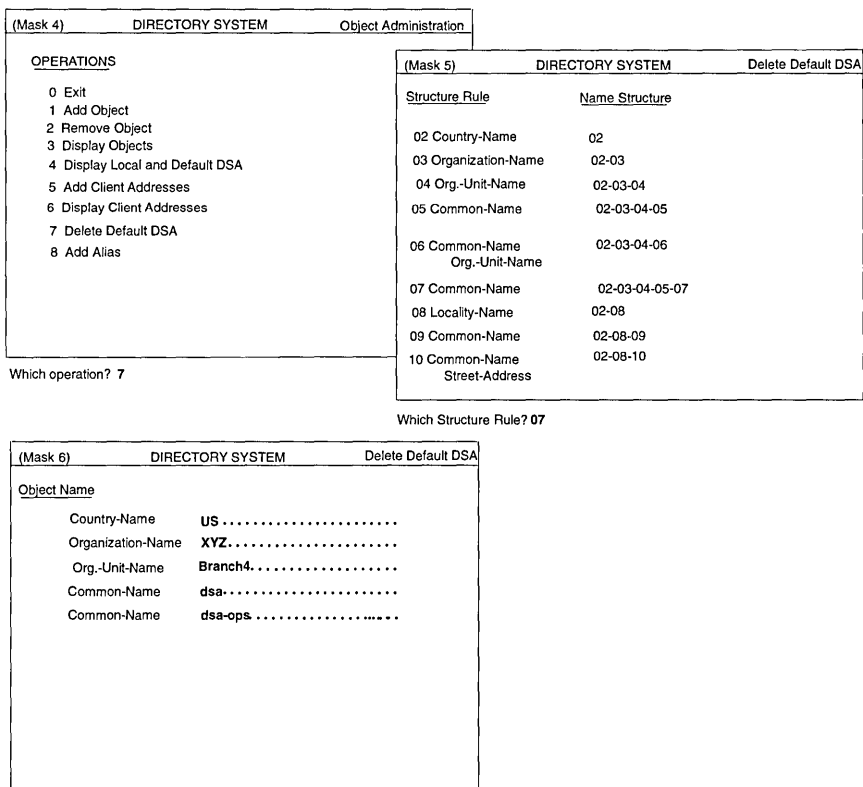 (Mask 4) DIRECTORY SYSTEM Object Administration
OPERATIONS
0 Exit
1 Add Object
2 Remove Object
3 Display Objects
4 Display Local and Default DSA
5 Add Client Addresses
6 Display Client Addresses
7 Delete Default DSA
8 Add Alias
Which operation? 7
(Mask 5) DIRECTORY SYSTEM Delete Default DSA
Structure Rule Name Structure
02 Country-Name 02
03 Organization-Name 02-03
04 Org.-Unit-Name 02-03-04
05 Common-Name 02-03-04-05
06 Common-Name 02-03-04-06
Org.-Unit-Name
07 Common-Name 02-03-04-05-07
08 Locality-Name 02-08
09 Common-Name 02-08-09
10 Common-Name 02-08-10
Street-Address
Which Structure Rule? 07
(Mask 6) DIRECTORY SYSTEM Delete Default DSA
Object Name
Country-Name US .......................
Organization-Name XYZ......................
Org.-Unit-Name Branch4...................
Common-Name dsa.......................
Common-Name dsa-ops...................